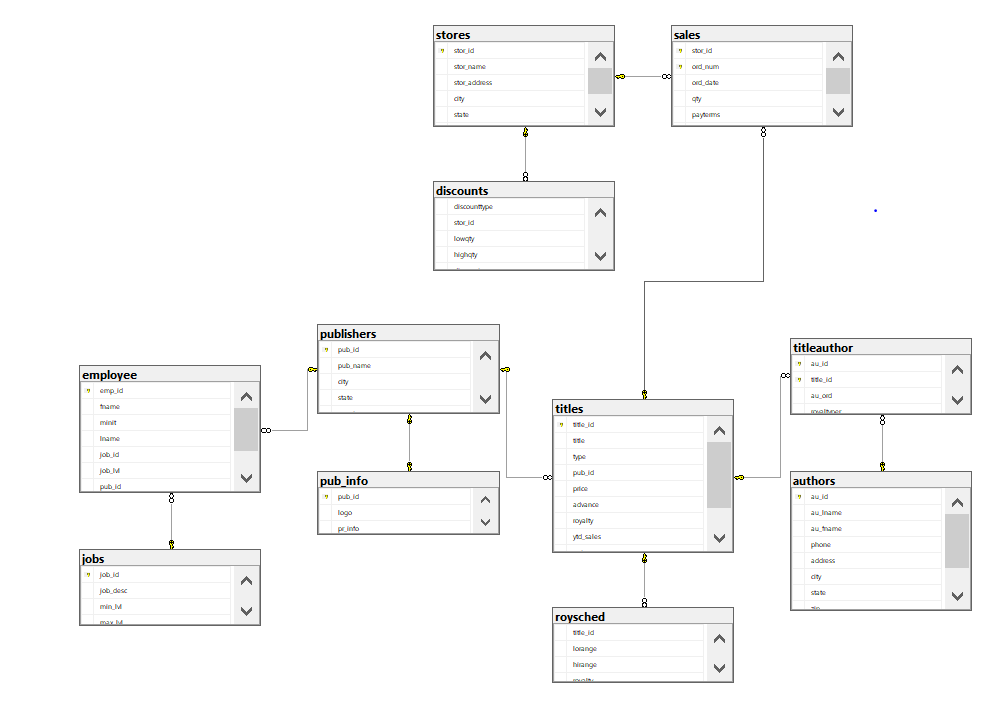 stores
stor_id
stor_name
stor_address
city
state
sales
stor_id
ord_num
ord_date
qty
payterms
discounts
discounttype
stor_id
lowqty
highqty
publishers
pub_id
pub_name
city
state
employee
emp_id
fname
minit
lname
job_id
job_lvl
pub_id
pub_info
pub_id
logo
pr_info
jobs
job_id
job_desc
min_lvl
max_lvl
titles
title_id
title
type
pub_id
price
advance
royalty
ytd_sales
titleauthor
au_id
title_id
au_ord
royaltyper
authors
au_id
au_lname
au_fname
phone
address
city
state
zip
roysched
title_id
lorange
hirange
royalty